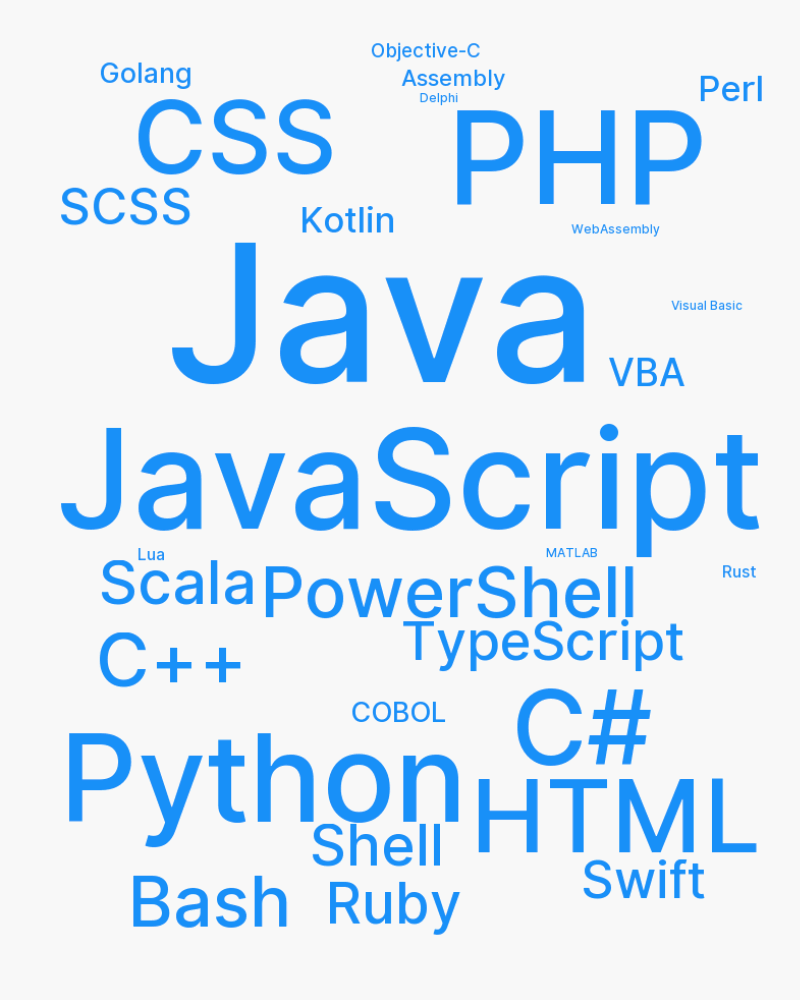 Objective-C
Golang
Assembly
Perl
Delphi
CSS
PHP
SCSS
Kotlin
WebAssembly
Java
Visual Basic
VBA
JavaScript
Lua
MATLAB
Rust
Scala
PowerShell
TypeScript
C++
COBOL
C#
Python
HTML
Shell
Swift
Bash
Ruby